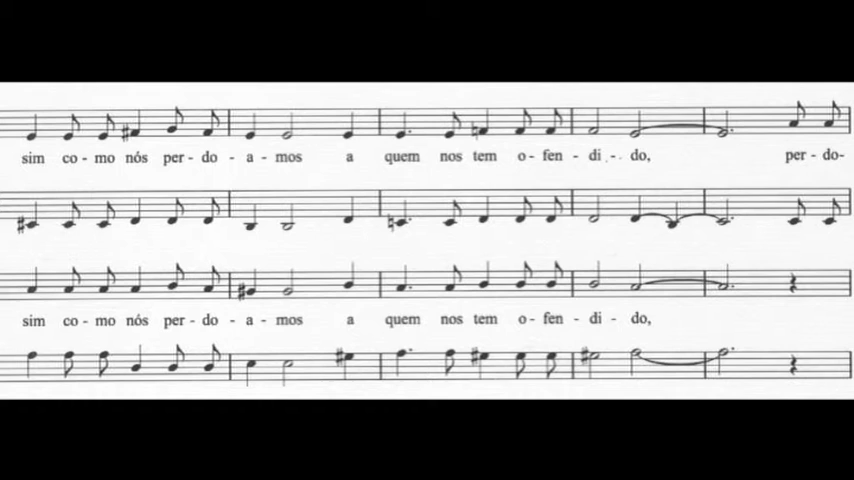 sim co - mo nós per - do - a - mos a quem nos tem o - fen - di - do, per - do-
sim co - mo nós per - do - a - mos a quem nos tem o - fen - di - do,